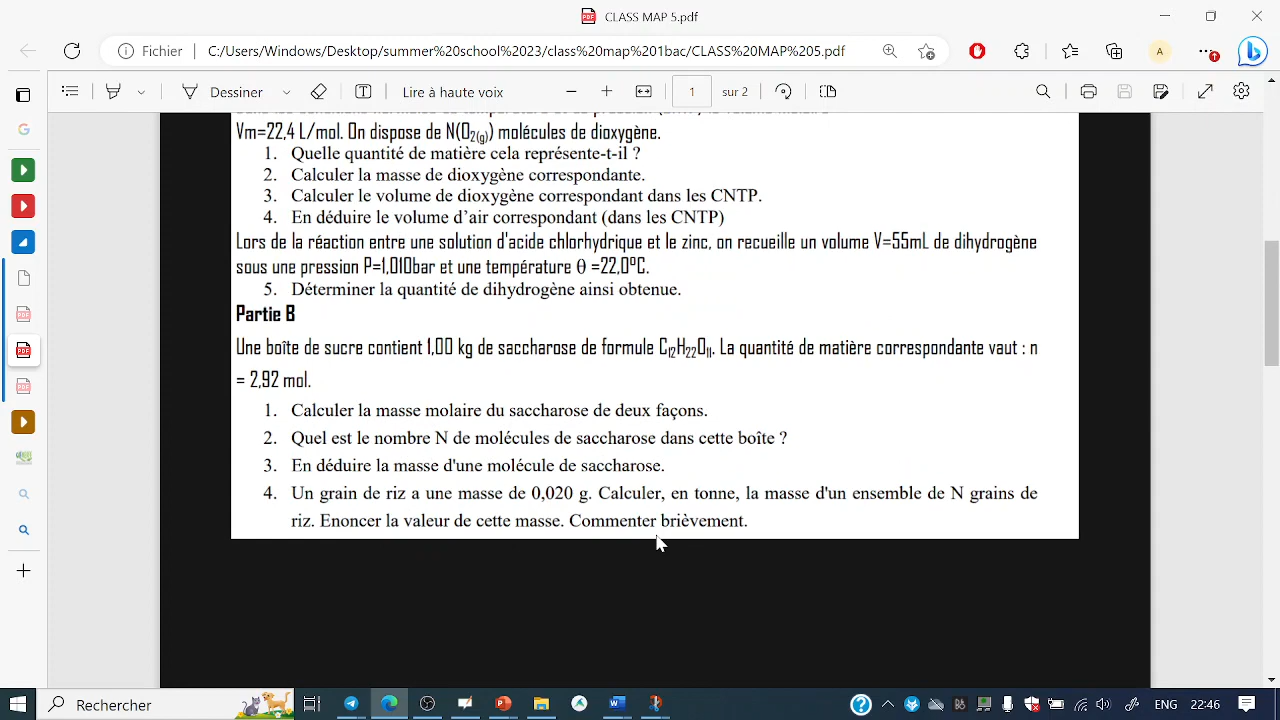 CLASS MAP 5.pdf
Fichier
C:/Users/Windows/Desktop/summer%20school%2023/class%20map%201bac/CLASS%20MAP%205.pdf
A
Dessiner
Lire à haute voix
1
sur 2
Vm=22,4 L/mol. On dispose de N(O2(g)) molécules de dioxygène.
1. Quelle quantité de matière cela représente-t-il ?
2. Calculer la masse de dioxygène correspondante.
3. Calculer le volume de dioxygène correspondant dans les CNTP.
4. En déduire le volume d’air correspondant (dans les CNTP)
Lors de la réaction entre une solution d'acide chlorhydrique et le zinc, on recueille un volume V=55mL de dihydrogène
sous une pression P=1,010bar et une température θ =22,0°C.
5. Déterminer la quantité de dihydrogène ainsi obtenue.
Partie B
Une boîte de sucre contient 1,00 kg de saccharose de formule C12H22O11. La quantité de matière correspondante vaut : n
= 2,92 mol.
1. Calculer la masse molaire du saccharose de deux façons.
2. Quel est le nombre N de molécules de saccharose dans cette boîte ?
3. En déduire la masse d'une molécule de saccharose.
4. Un grain de riz a une masse de 0,020 g. Calculer, en tonne, la masse d'un ensemble de N grains de
riz. Enoncer la valeur de cette masse. Commenter brièvement.
Rechercher
ENG
22:46